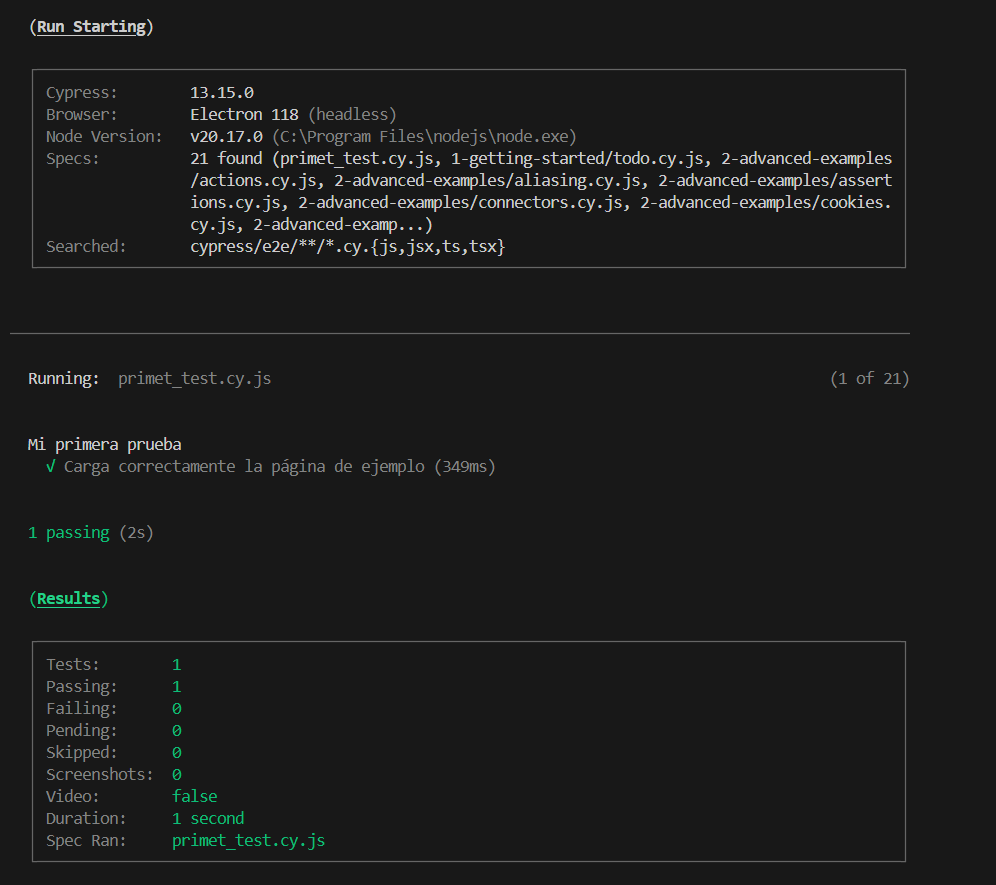 (Run Starting)
Cypress: 13.15.0
Browser: Electron 118 (headless)
Node Version: v20.17.0 (C:\Program Files\nodejs\node.exe)
Specs: 21 found (primet_test.cy.js, 1-getting-started/todo.cy.js, 2-advanced-examples
/actions.cy.js, 2-advanced-examples/aliasing.cy.js, 2-advanced-examples/assert
ions.cy.js, 2-advanced-examples/connectors.cy.js, 2-advanced-examples/cookies.
cy.js, 2-advanced-examp...)
Searched: cypress/e2e/**/*.cy.{js,jsx,ts,tsx}
Running: primet_test.cy.js (1 of 21)
Mi primera prueba
√ Carga correctamente la página de ejemplo (349ms)
1 passing (2s)
(Results)
Tests: 1
Passing: 1
Failing: 0
Pending: 0
Skipped: 0
Screenshots: 0
Video: false
Duration: 1 second
Spec Ran: primet_test.cy.js